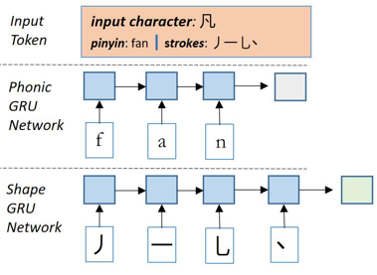 Input Token
input character: 凡
pinyin: fan | strokes: 丿一乚丶
Phonic GRU Network
f a n
Shape GRU Network
丿 一 乚 丶